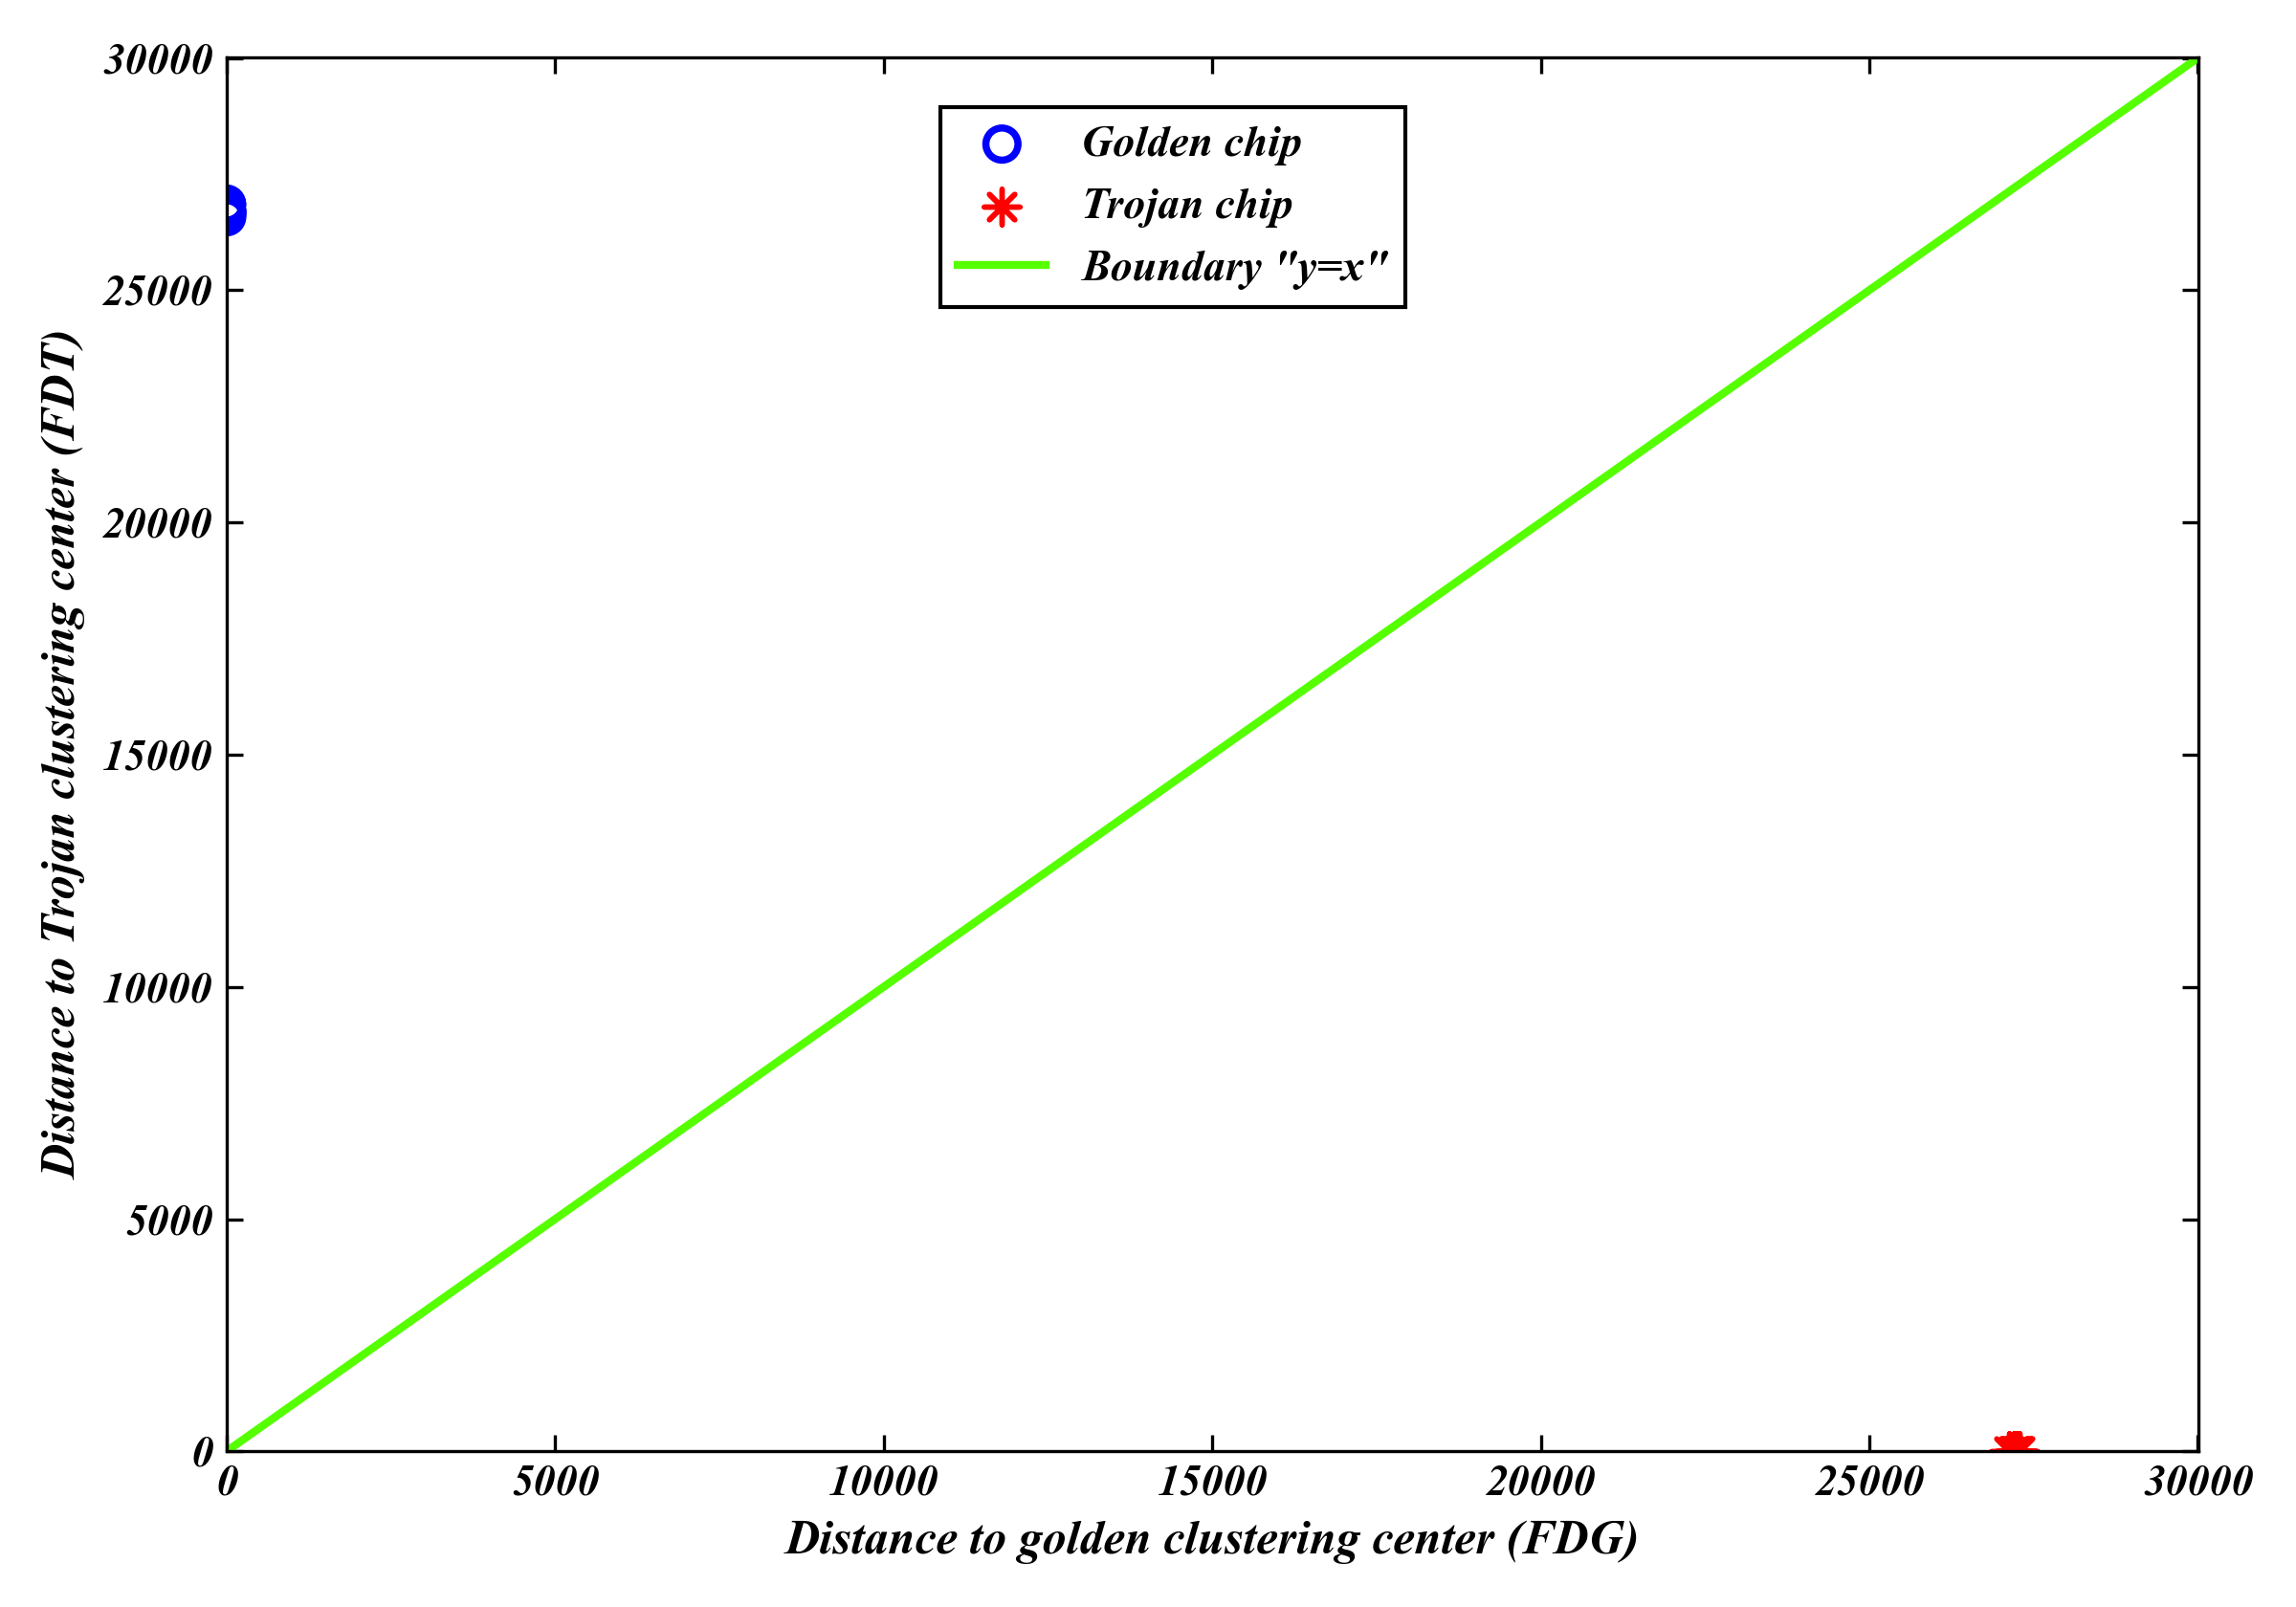 30000
25000
20000
15000
10000
5000
0
Distance to Trojan clustering center (FDT)
Golden chip
Trojan chip
Boundary "y=x"
0 5000 10000 15000 20000 25000 30000
Distance to golden clustering center (FDG)